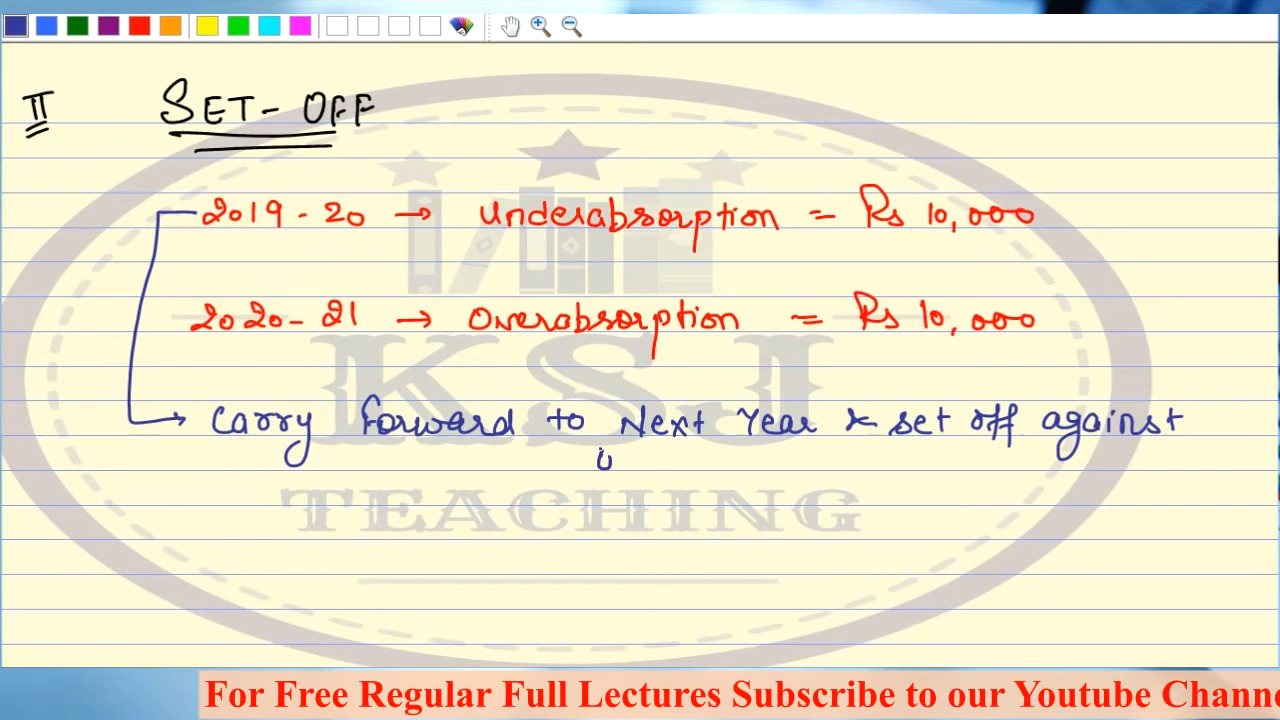 II SET-OFF
2019-20 → Underabsorption = Rs 10,000
2020-21 → Overabsorption = Rs 10,000
→ Carry forward to Next Year & set off against
KSJ
TEACHING
For Free Regular Full Lectures Subscribe to our Youtube Channe